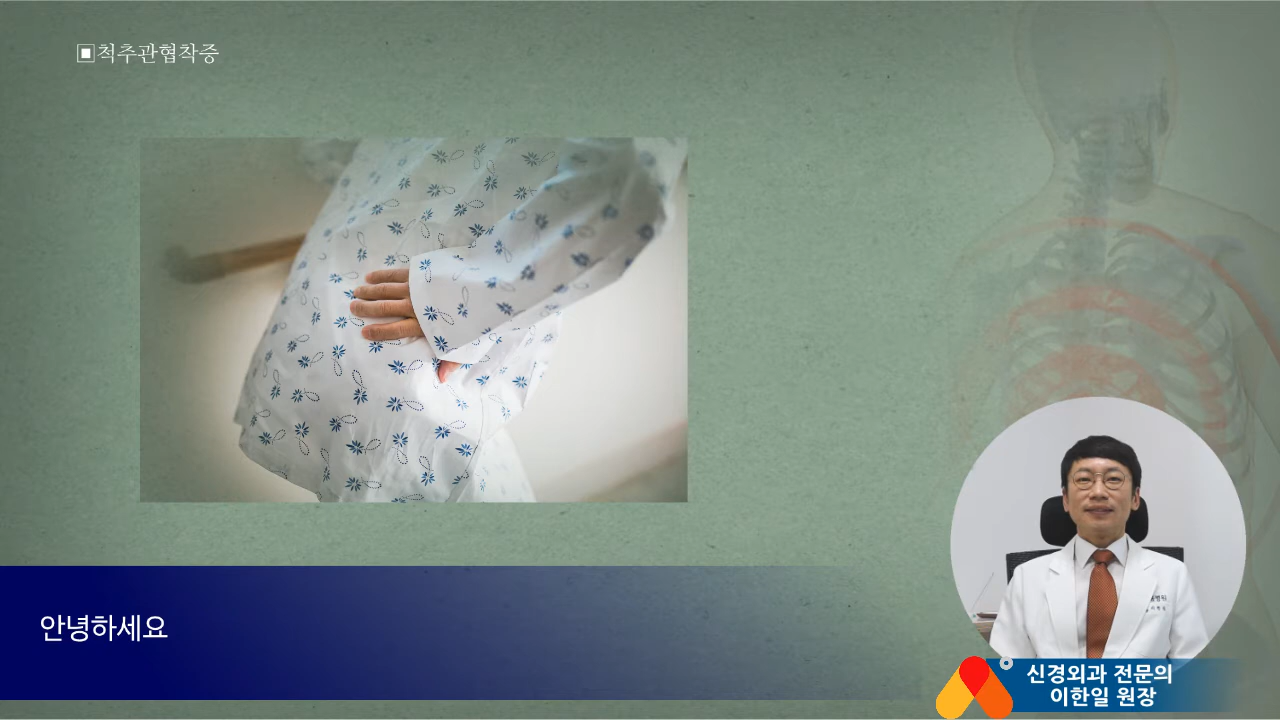 ▣척추관협착증
안녕하세요
신경외과 전문의
이한일 원장